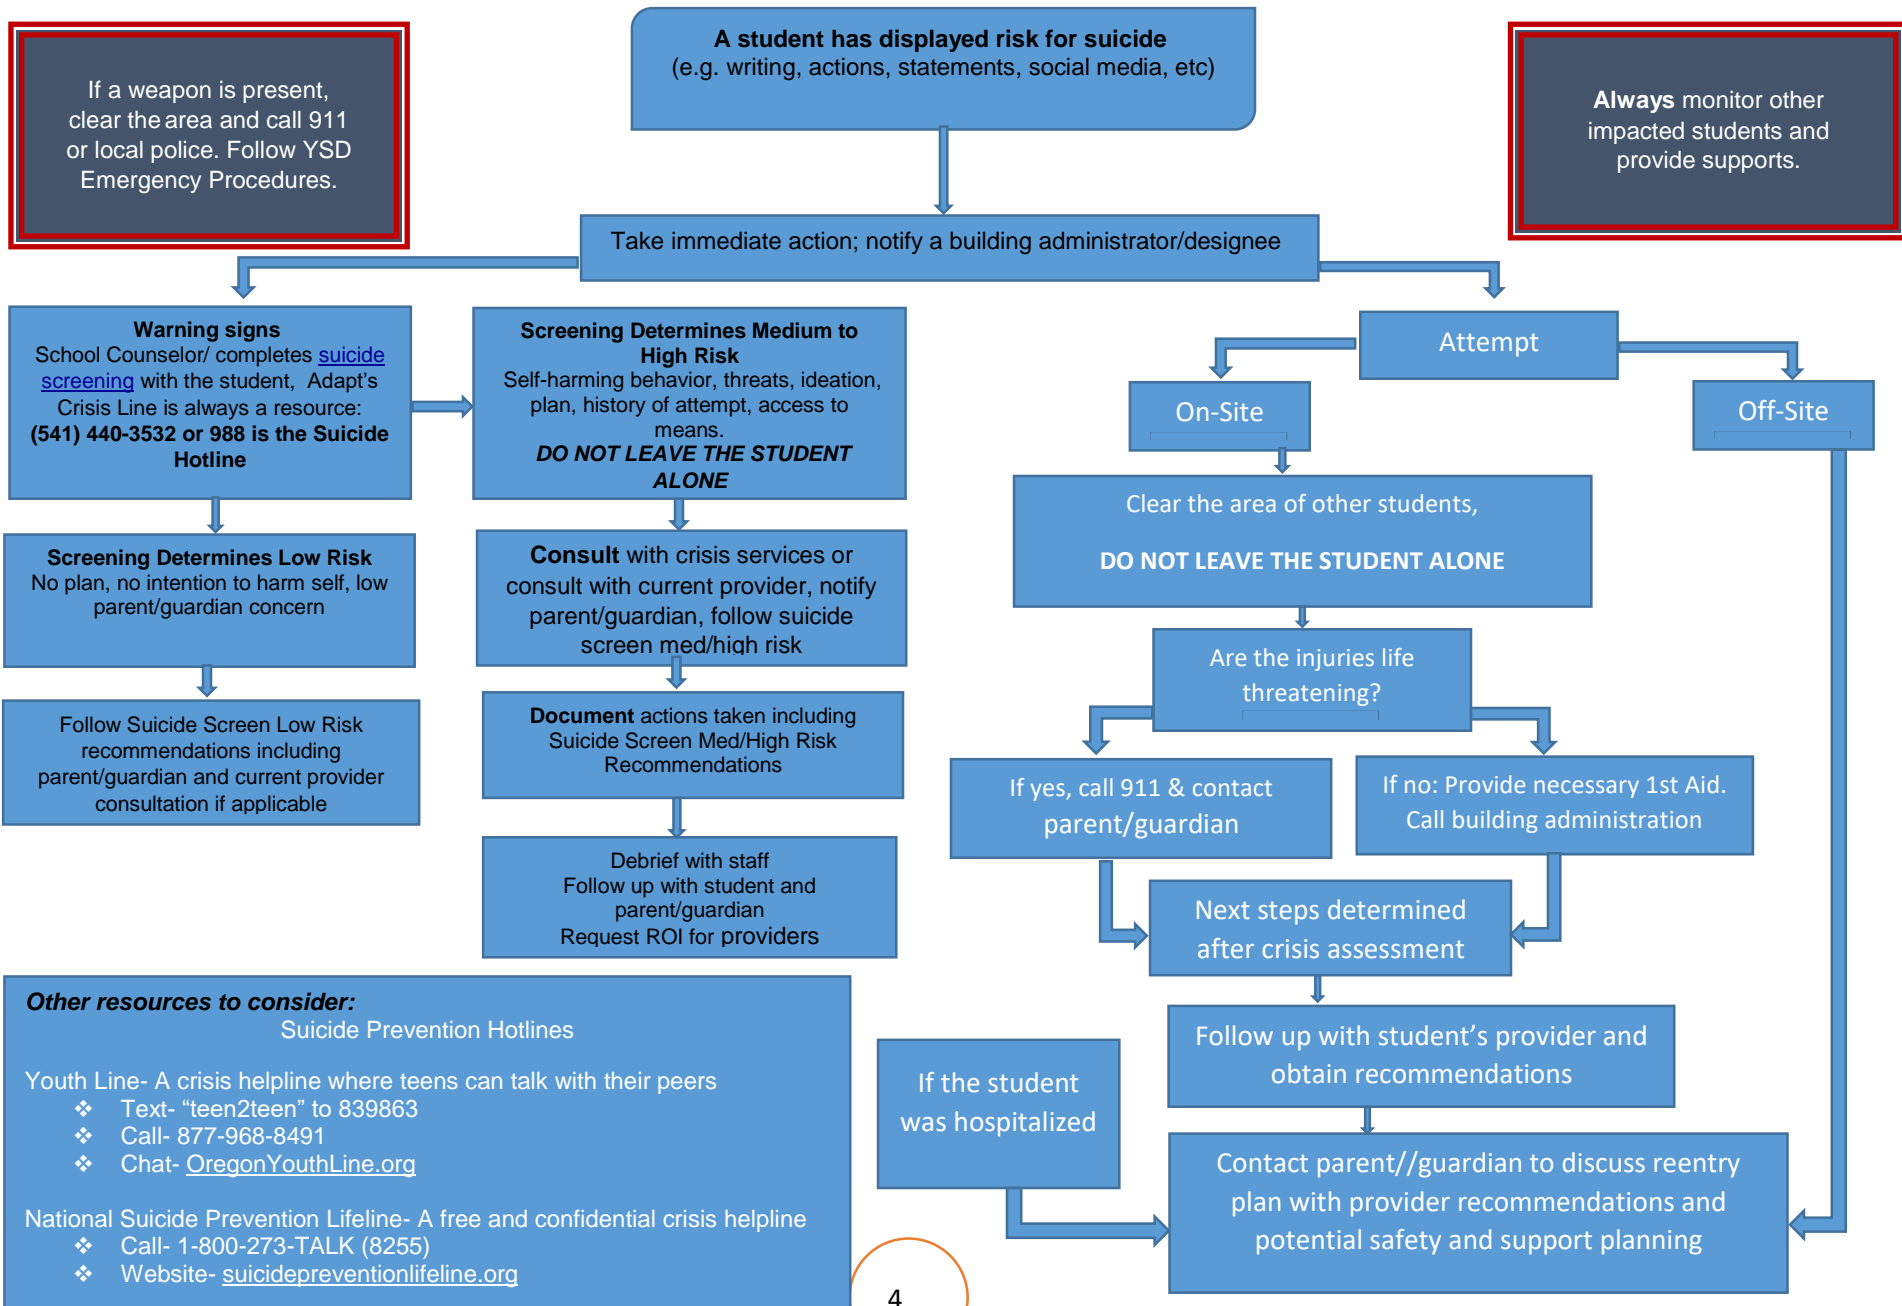 A student has displayed risk for suicide
(e.g. writing, actions, statements, social media, etc)
If a weapon is present,
clear the area and call 911
or local police. Follow YSD
Emergency Procedures.
Always monitor other
impacted students and
provide supports.
Take immediate action; notify a building administrator/designee
Warning signs
School Counselor/ completes suicide
screening with the student, Adapt's
Crisis Line is always a resource:
(541) 440-3532 or 988 is the Suicide
Hotline
Screening Determines Medium to
High Risk
Self-harming behavior, threats, ideation,
plan, history of attempt, access to
means.
DO NOT LEAVE THE STUDENT
ALONE
Attempt
On-Site
Off-Site
Clear the area of other students,
DO NOT LEAVE THE STUDENT ALONE
Screening Determines Low Risk
No plan, no intention to harm self, low
parent/guardian concern
Consult with crisis services or
consult with current provider, notify
parent/guardian, follow suicide
screen med/high risk
Are the injuries life
threatening?
Follow Suicide Screen Low Risk
recommendations including
parent/guardian and current provider
consultation if applicable
Document actions taken including
Suicide Screen Med/High Risk
Recommendations
If yes, call 911 & contact
parent/guardian
If no: Provide necessary 1st Aid.
Call building administration
Debrief with staff
Follow up with student and
parent/guardian
Request ROI for providers
Next steps determined
after crisis assessment
Other resources to consider:
Suicide Prevention Hotlines
Youth Line- A crisis helpline where teens can talk with their peers
❖ Text- “teen2teen” to 839863
❖ Call- 877-968-8491
❖ Chat- OregonYouthLine.org
National Suicide Prevention Lifeline- A free and confidential crisis helpline
❖ Call- 1-800-273-TALK (8255)
❖ Website- suicidepreventionlifeline.org
Follow up with student’s provider and
obtain recommendations
If the student
was hospitalized
Contact parent//guardian to discuss reentry
plan with provider recommendations and
potential safety and support planning
4